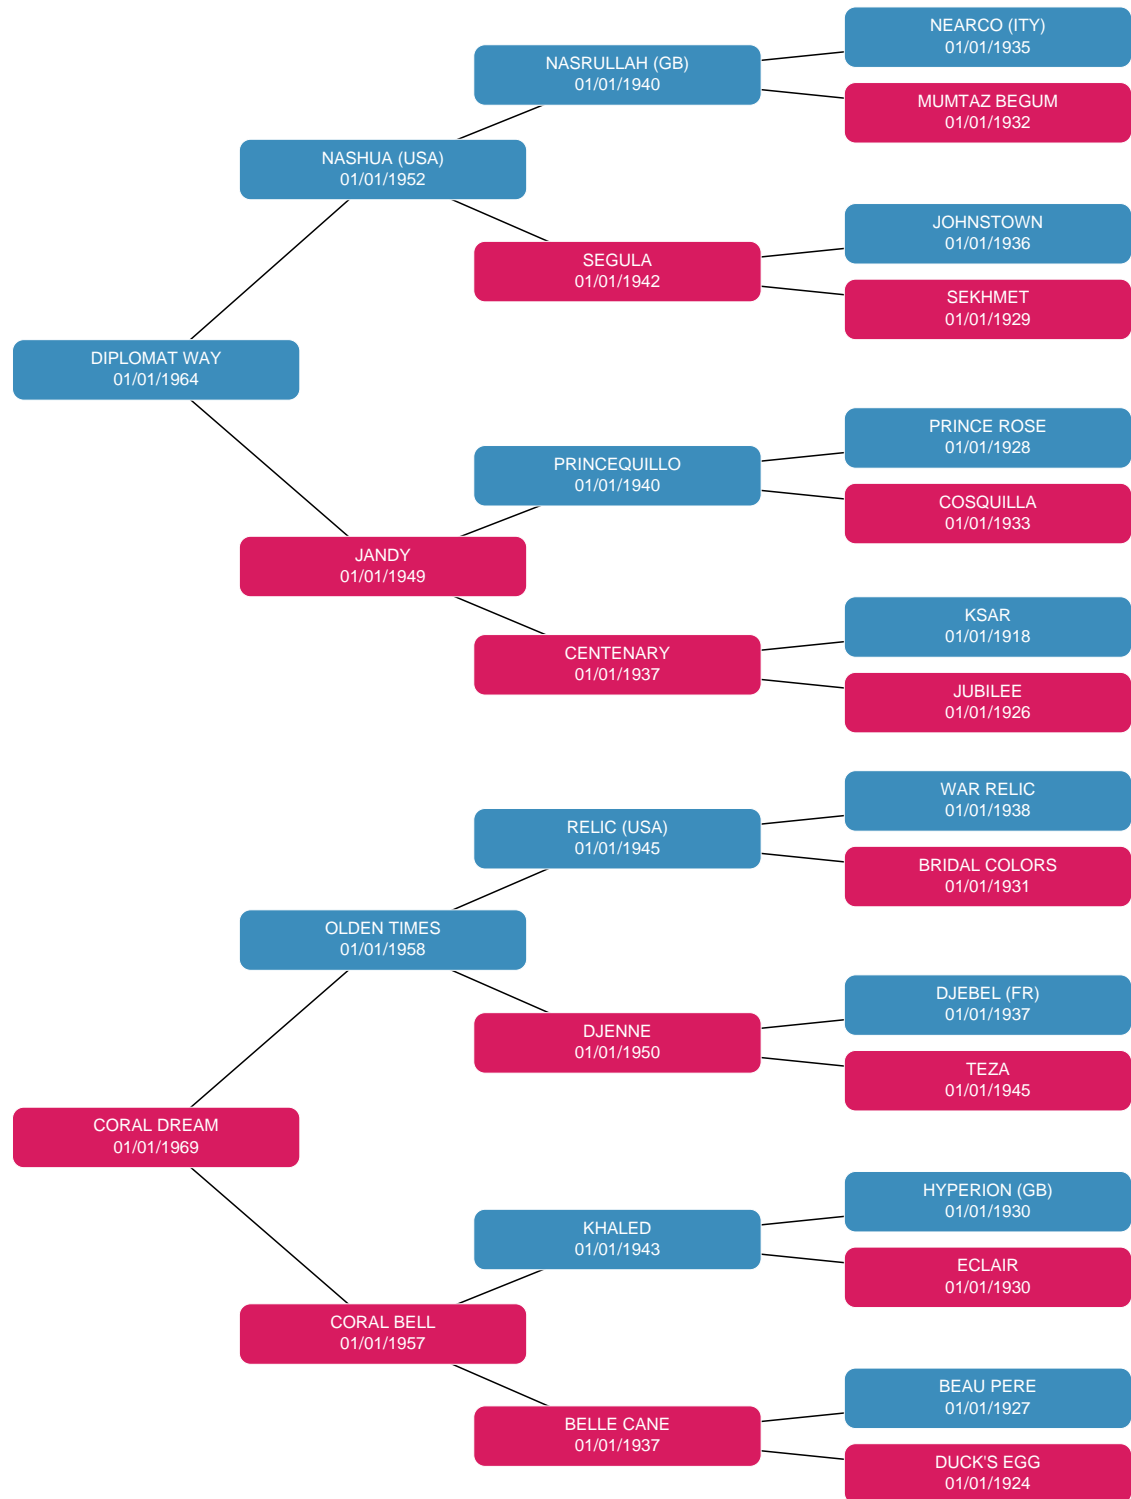 NEARCO (ITY)
01/01/1935
NASRULLAH (GB)
01/01/1940
MUMTAZ BEGUM
01/01/1932
NASHUA (USA)
01/01/1952
JOHNSTOWN
01/01/1936
SEGULA
01/01/1942
SEKHMET
01/01/1929
DIPLOMAT WAY
01/01/1964
PRINCE ROSE
01/01/1928
PRINCEQUILLO
01/01/1940
COSQUILLA
01/01/1933
JANDY
01/01/1949
KSAR
01/01/1918
CENTENARY
01/01/1937
JUBILEE
01/01/1926
WAR RELIC
01/01/1938
RELIC (USA)
01/01/1945
BRIDAL COLORS
01/01/1931
OLDEN TIMES
01/01/1958
DJEBEL (FR)
01/01/1937
DJENNE
01/01/1950
TEZA
01/01/1945
CORAL DREAM
01/01/1969
HYPERION (GB)
01/01/1930
KHALED
01/01/1943
ECLAIR
01/01/1930
CORAL BELL
01/01/1957
BEAU PERE
01/01/1927
BELLE CANE
01/01/1937
DUCK'S EGG
01/01/1924